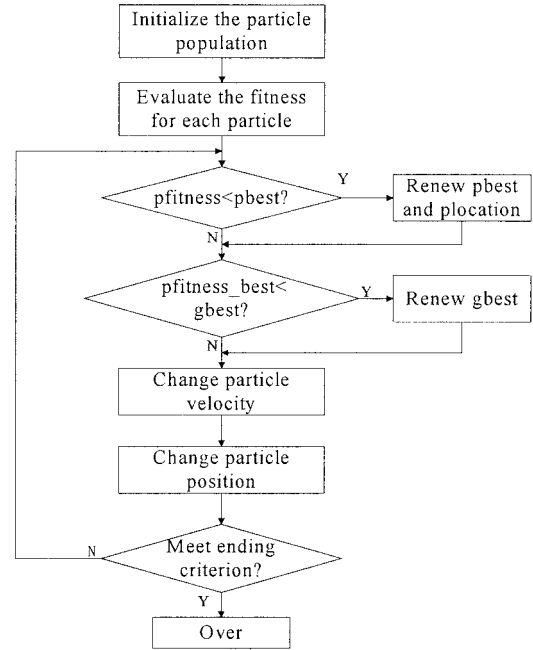 Initialize the particle
population
Evaluate the fitness
for each particle
pfitness<pbest?
Y
Renew pbest
and plocation
N
pfitness_best<
gbest?
Y
Renew gbest
N
Change particle
velocity
Change particle
position
Meet ending
criterion?
N
Y
Over